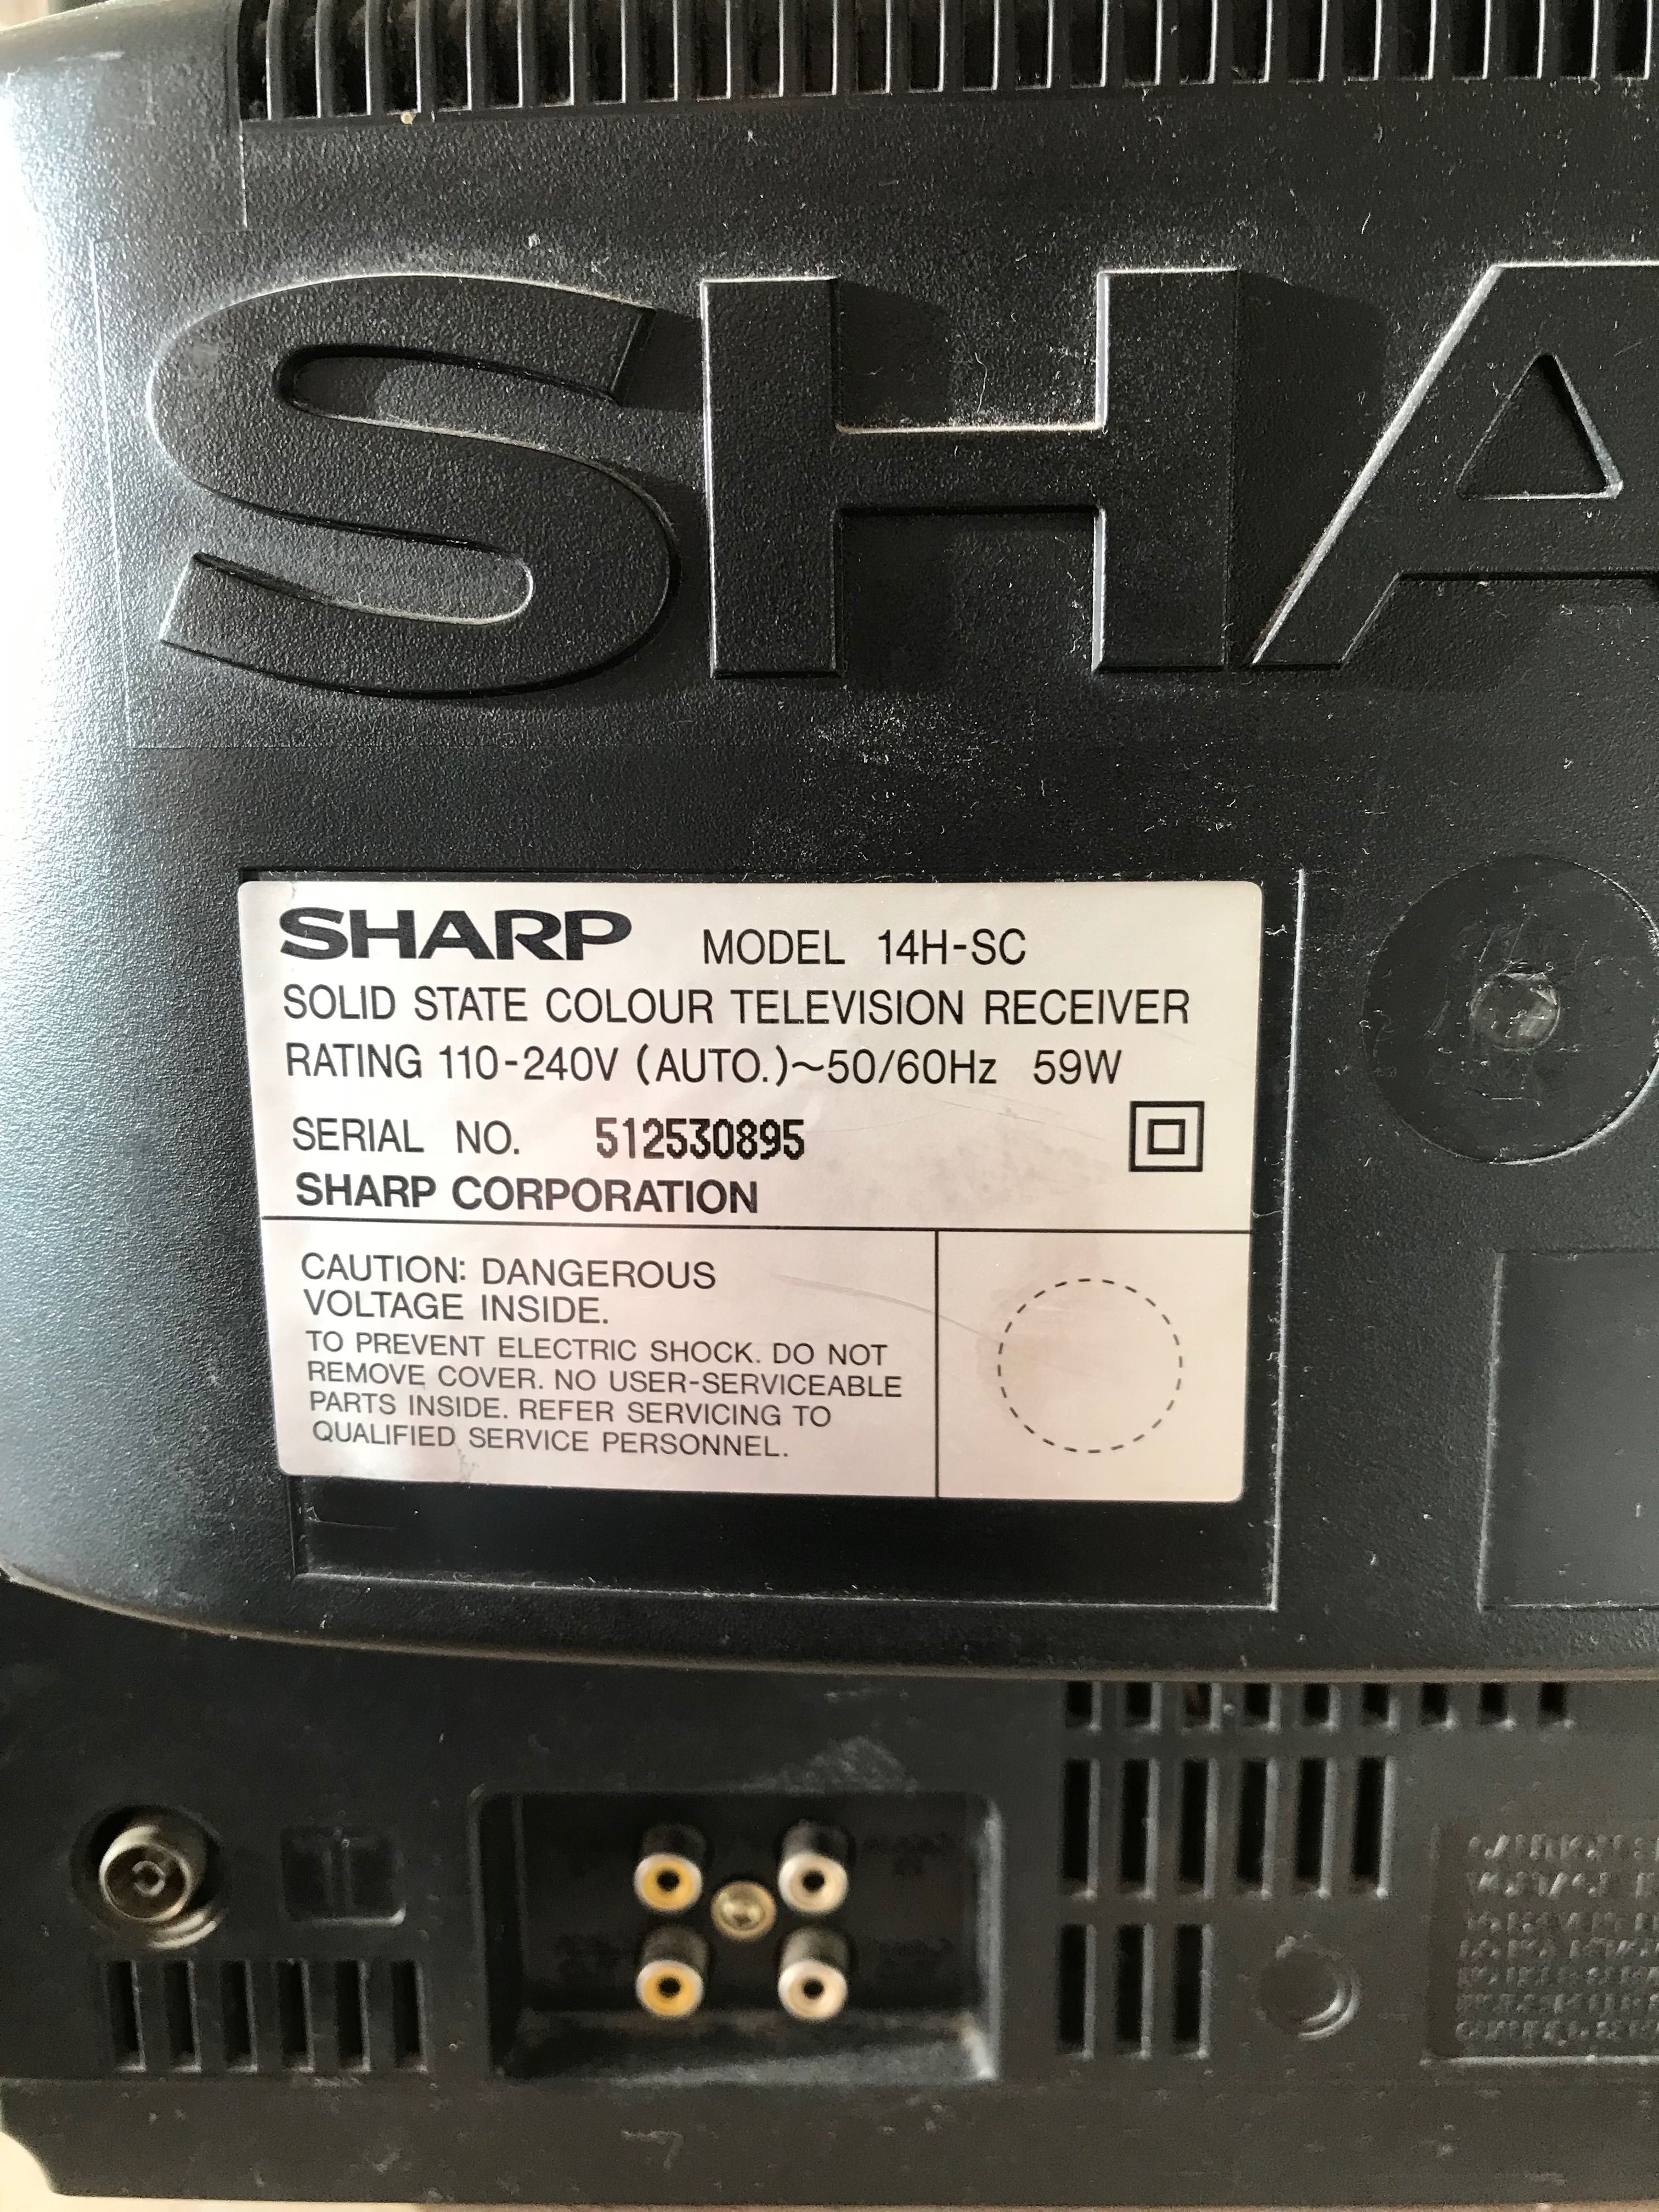 SHA
SHARP MODEL 14H-SC
SOLID STATE COLOUR TELEVISION RECEIVER
RATING 110-240V (AUTO.)~50/60Hz 59W
SERIAL NO. 512530895
SHARP CORPORATION
CAUTION: DANGEROUS
VOLTAGE INSIDE.
TO PREVENT ELECTRIC SHOCK. DO NOT
REMOVE COVER. NO USER-SERVICEABLE
PARTS INSIDE. REFER SERVICING TO
QUALIFIED SERVICE PERSONNEL.